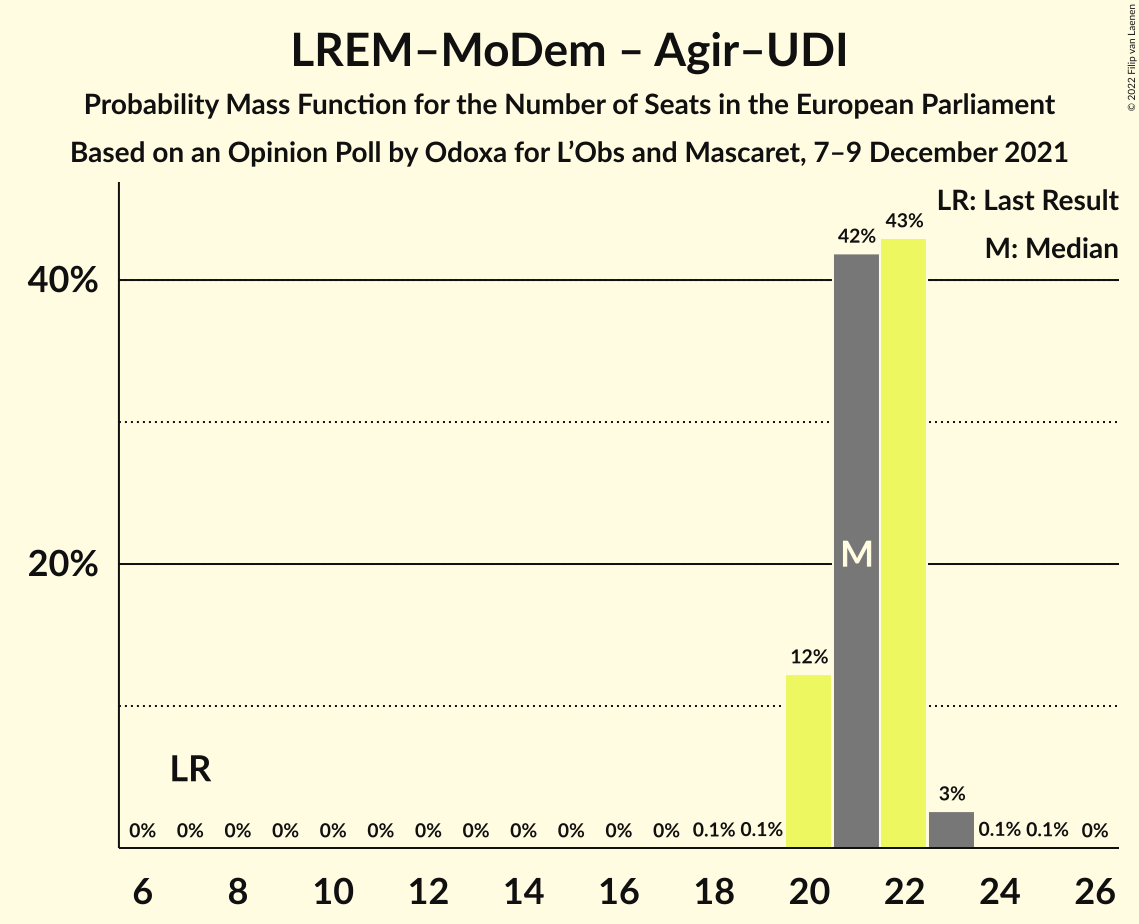 LREM–MoDem – Agir–UDI
Probability Mass Function for the Number of Seats in the European Parliament
Based on an Opinion Poll by Odoxa for L’Obs and Mascaret, 7–9 December 2021
© 2022 Filip van Laenen
LR: Last Result
M: Median
40%
20%
42%
43%
M
12%
LR
3%
0% 0% 0% 0% 0% 0% 0% 0% 0% 0% 0% 0% 0.1% 0.1% 0.1% 0.1% 0%
6 8 10 12 14 16 18 20 22 24 26